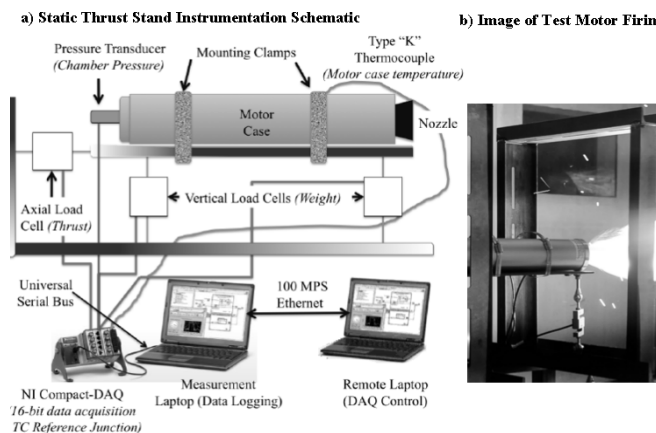 a) Static Thrust Stand Instrumentation Schematic
b) Image of Test Motor Firin
Pressure Transducer
(Chamber Pressure)
Mounting Clamps
Type “K”
Thermocouple
(Motor case temperature)
Motor
Case
Nozzle
Axial Load
Cell (Thrust)
Vertical Load Cells (Weight)
Universal
Serial Bus
100 MPS
Ethernet
NI Compact-DAQ
'16-bit data acquisition
TC Reference Junction)
Measurement
Laptop (Data Logging)
Remote Laptop
(DAQ Control)